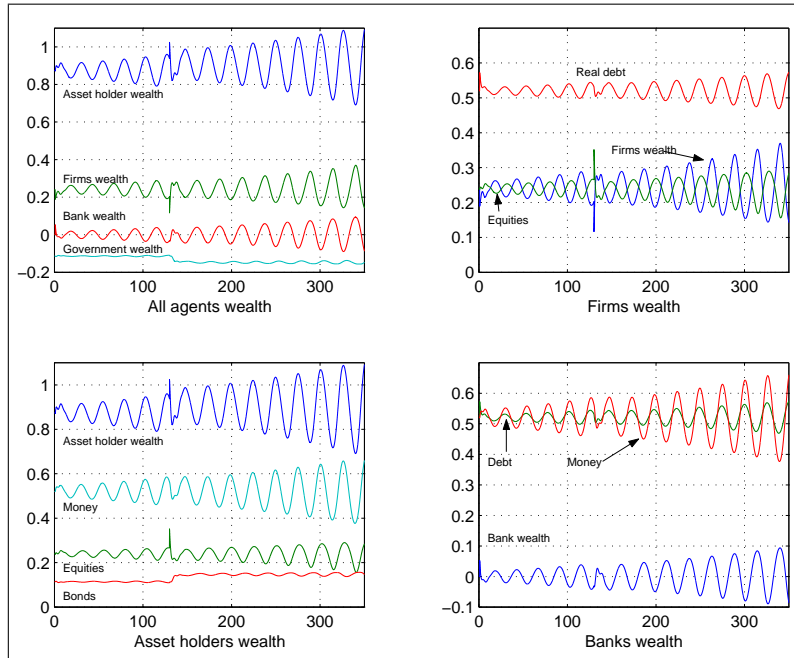 1
0.8
0.6
0.4
0.2
0
−0.2
Asset holder wealth
Firms wealth
Bank wealth
Government wealth
0 100 200 300
All agents wealth
0.7
0.6
0.5
0.4
0.3
0.2
0.1
0
Real debt
Firms wealth
Equities
0 100 200 300
Firms wealth
1
0.8
0.6
0.4
0.2
0
Asset holder wealth
Money
Equities
Bonds
0 100 200 300
Asset holders wealth
0.6
0.5
0.4
0.3
0.2
0.1
0
−0.1
Debt
Money
Bank wealth
0 100 200 300
Banks wealth